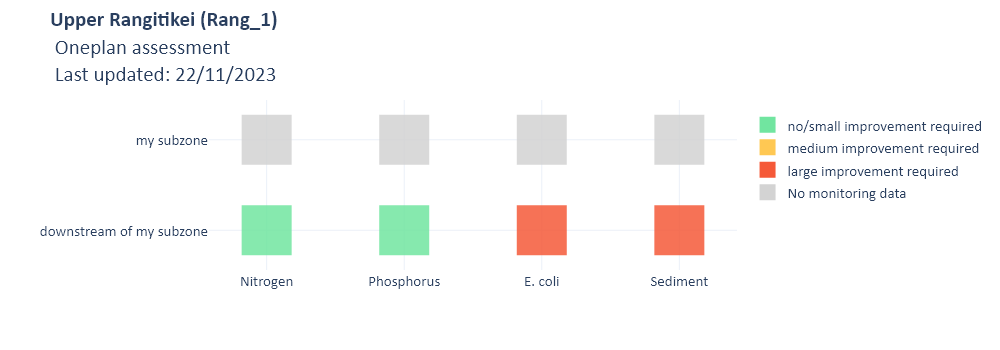 Upper Rangitikei (Rang_1)
Oneplan assessment
Last updated: 22/11/2023
my subzone
downstream of my subzone
Nitrogen
Phosphorus
E. coli
Sediment
no/small improvement required
medium improvement required
large improvement required
No monitoring data